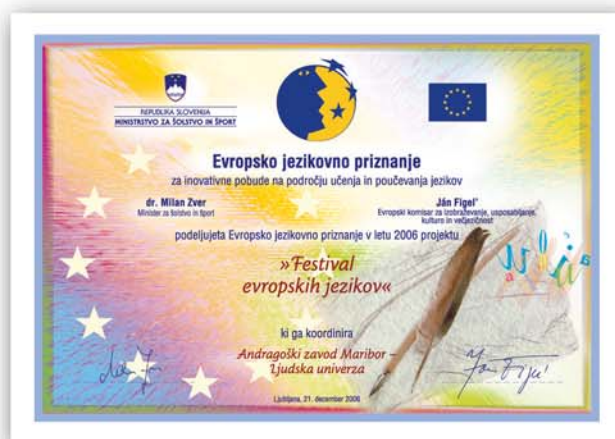 REPUBLIKA SLOVENIJA
MINISTRSTVO ZA ŠOLSTVO IN ŠPORT
Evropsko jezikovno priznanje
za inovativne pobude na področju učenja in poučevanja jezikov
dr. Milan Zver
Minister za šolstvo in šport
Ján Figel'
Evropski komisar za izobraževanje, usposabljanje,
kulturo in večjezičnost
podeljujeta Evropsko jezikovno priznanje v letu 2006 projektu
»Festival
evropskih jezikov«
ki ga koordinira
Andragoški zavod Maribor –
Ljudska univerza
Ljubljana, 21. december 2006